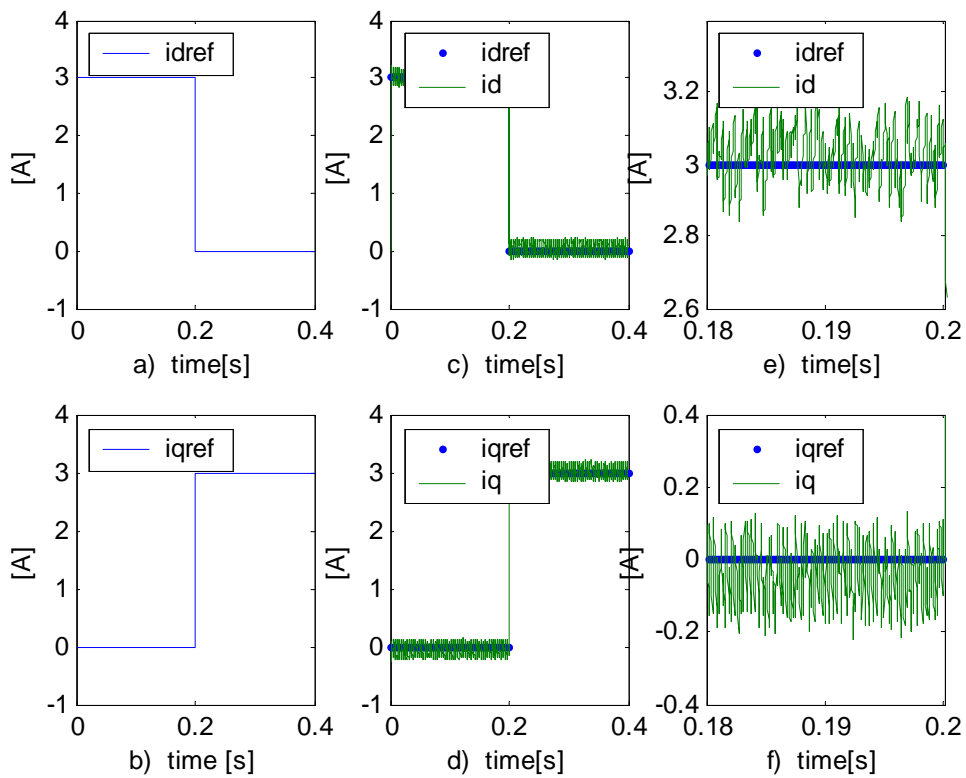 4
3
2
1
0
-1
[A]
idref
0
0.2
0.4
a) time[s]
4
3
2
1
0
-1
[A]
idref
id
0
0.2
0.4
c) time[s]
3.2
3
2.8
2.6
[A]
idref
id
0.18
0.19
0.2
e) time[s]
4
3
2
1
0
-1
[A]
iqref
0
0.2
0.4
b) time [s]
4
3
2
1
0
-1
[A]
iqref
iq
0
0.2
0.4
d) time[s]
0.4
0.2
0
-0.2
-0.4
[A]
iqref
iq
0.18
0.19
0.2
f) time[s]